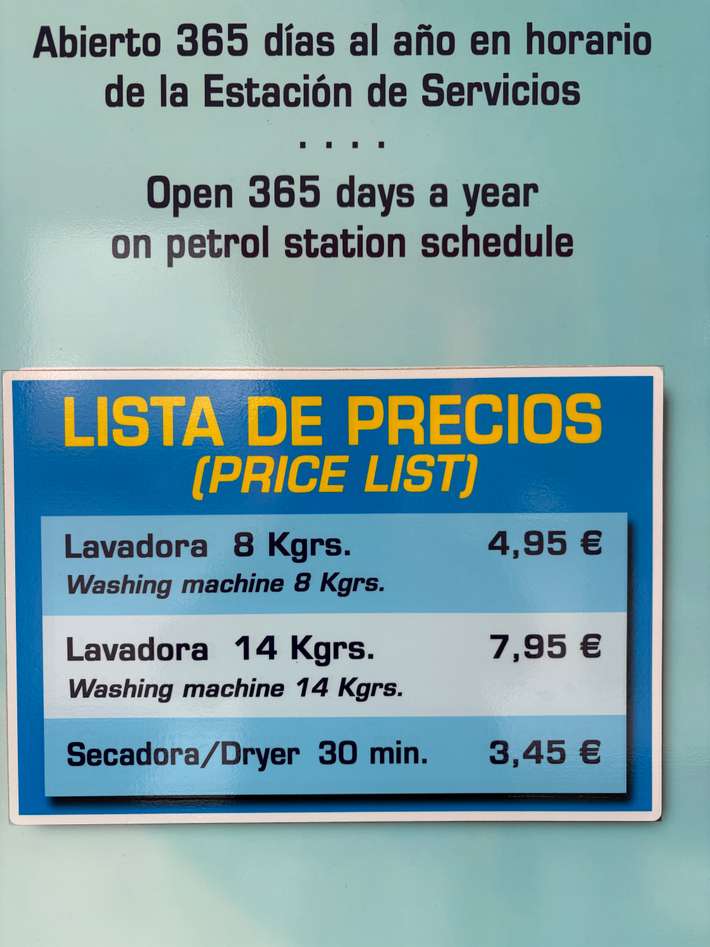 Abierto 365 días al año en horario
de la Estación de Servicios
. . . .
Open 365 days a year
on petrol station schedule
LISTA DE PRECIOS
(PRICE LIST)
Lavadora 8 Kgrs. 4,95 €
Washing machine 8 Kgrs.
Lavadora 14 Kgrs. 7,95 €
Washing machine 14 Kgrs.
Secadora/Dryer 30 min. 3,45 €